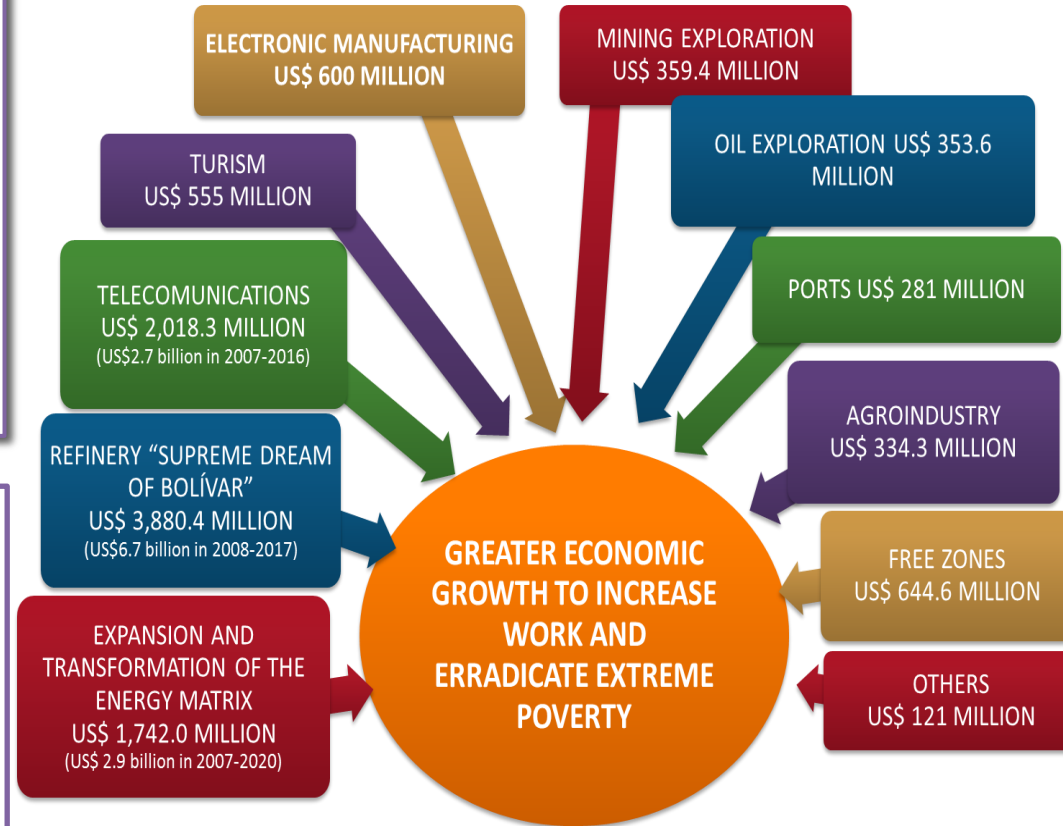 ELECTRONIC MANUFACTURING
US$ 600 MILLION
MINING EXPLORATION
US$ 359.4 MILLION
OIL EXPLORATION US$ 353.6
MILLION
TURISM
US$ 555 MILLION
PORTS US$ 281 MILLION
TELECOMUNICATIONS
US$ 2,018.3 MILLION
(US$2.7 billion in 2007-2016)
AGROINDUSTRY
US$ 334.3 MILLION
REFINERY “SUPREME DREAM
OF BOLÍVAR”
US$ 3,880.4 MILLION
(US$6.7 billion in 2008-2017)
FREE ZONES
US$ 644.6 MILLION
EXPANSION AND
TRANSFORMATION OF THE
ENERGY MATRIX
US$ 1,742.0 MILLION
(US$ 2.9 billion in 2007-2020)
OTHERS
US$ 121 MILLION
GREATER ECONOMIC
GROWTH TO INCREASE
WORK AND
ERRADICATE EXTREME
POVERTY